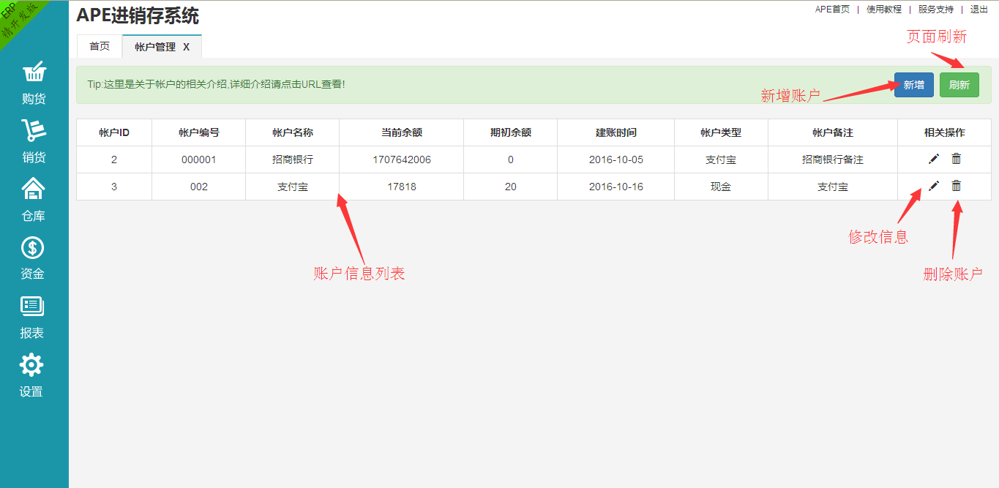 ERP
精开发版
APE进销存系统
APE首页 | 使用教程 | 服务支持 | 退出
首页 帐户管理 X
页面刷新
Tip:这里是关于帐户的相关介绍,详细介绍请点击URL查看!
新增 刷新
新增账户
帐户ID 帐户编号 帐户名称 当前余额 期初余额 建账时间 帐户类型 帐户备注 相关操作
2 000001 招商银行 1707642006 0 2016-10-05 支付宝 招商银行备注
3 002 支付宝 17818 20 2016-10-16 现金 支付宝
修改信息
账户信息列表
删除账户
购货
销货
仓库
资金
报表
设置